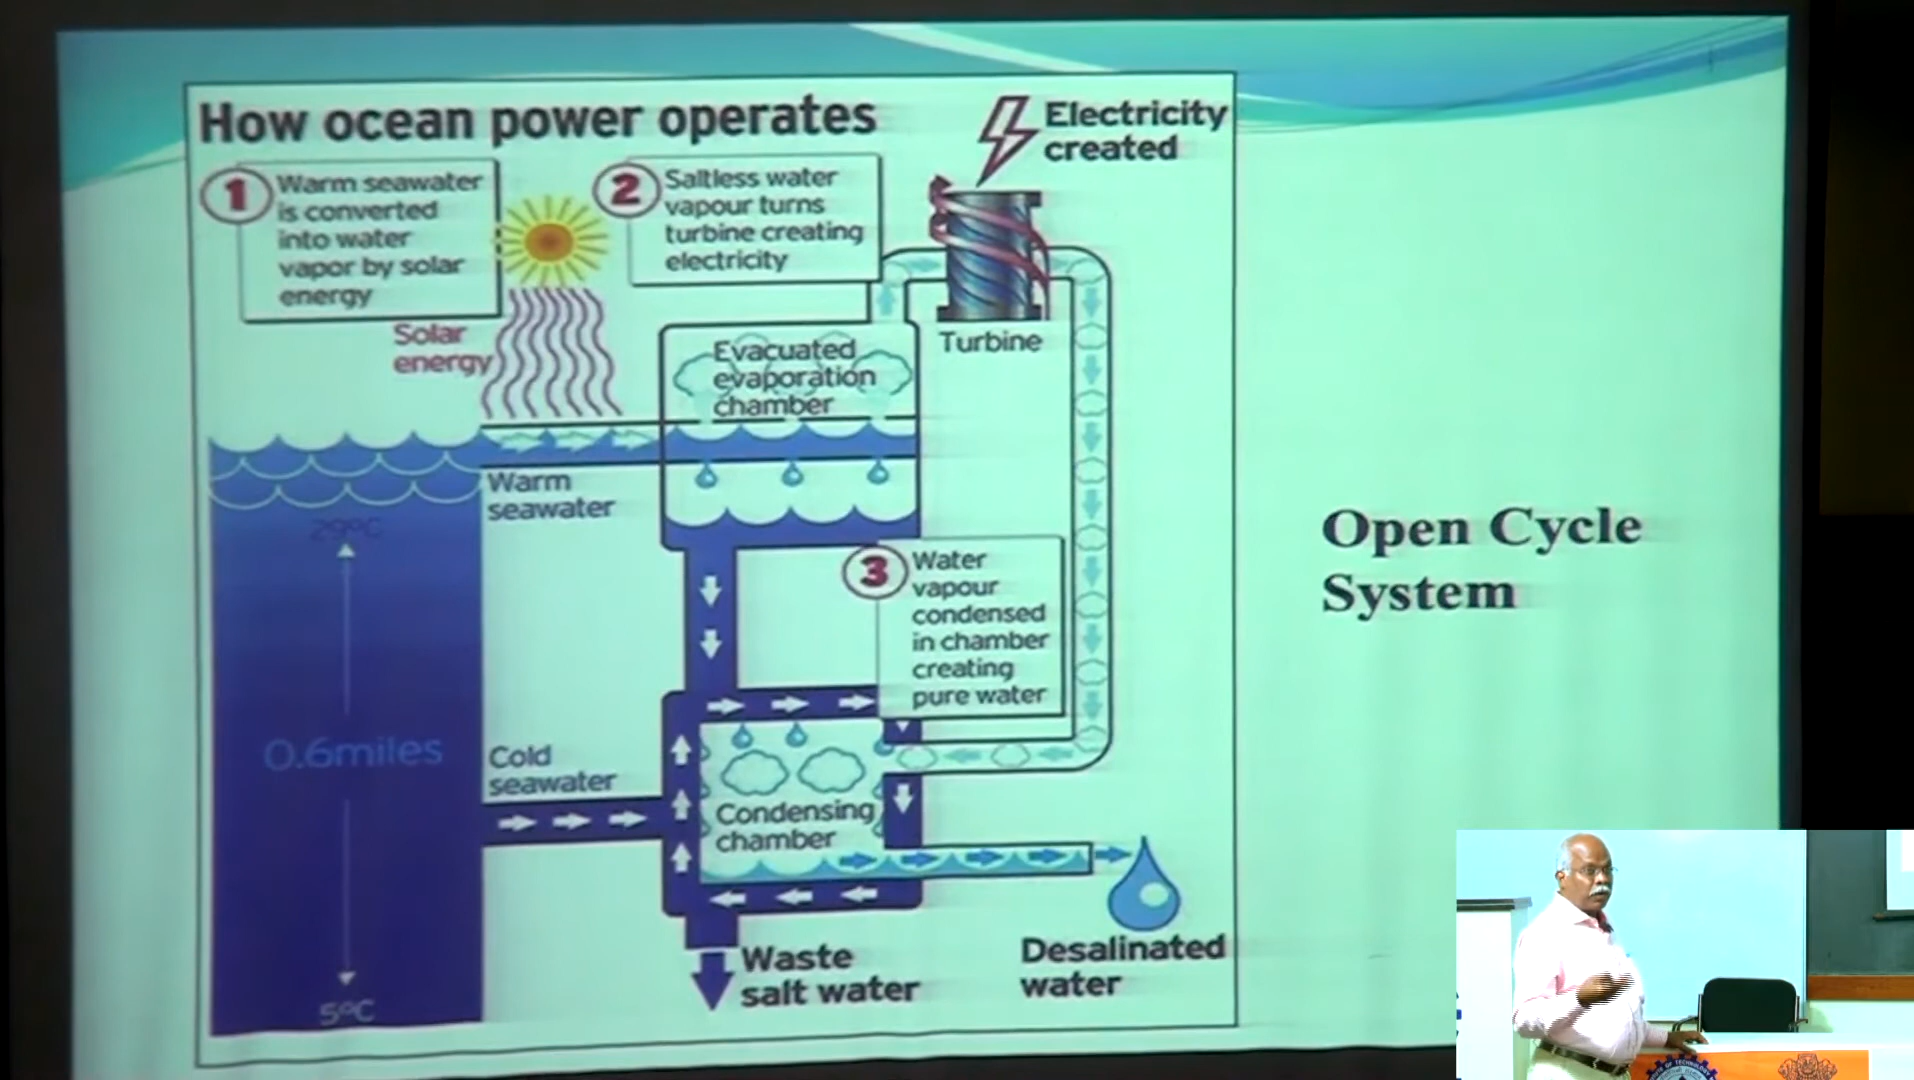 How ocean power operates
Electricity
created
1
Warm seawater
is converted
into water
vapor by solar
energy
2
Saltless water
vapour turns
turbine creating
electricity
Solar
energy
Turbine
Evacuated
evaporation
chamber
Warm
seawater
29°C
3
Water
vapour
condensed
in chamber
creating
pure water
Open Cycle
System
0.6miles
Cold
seawater
Condensing
chamber
5°C
Waste
salt water
Desalinated
water